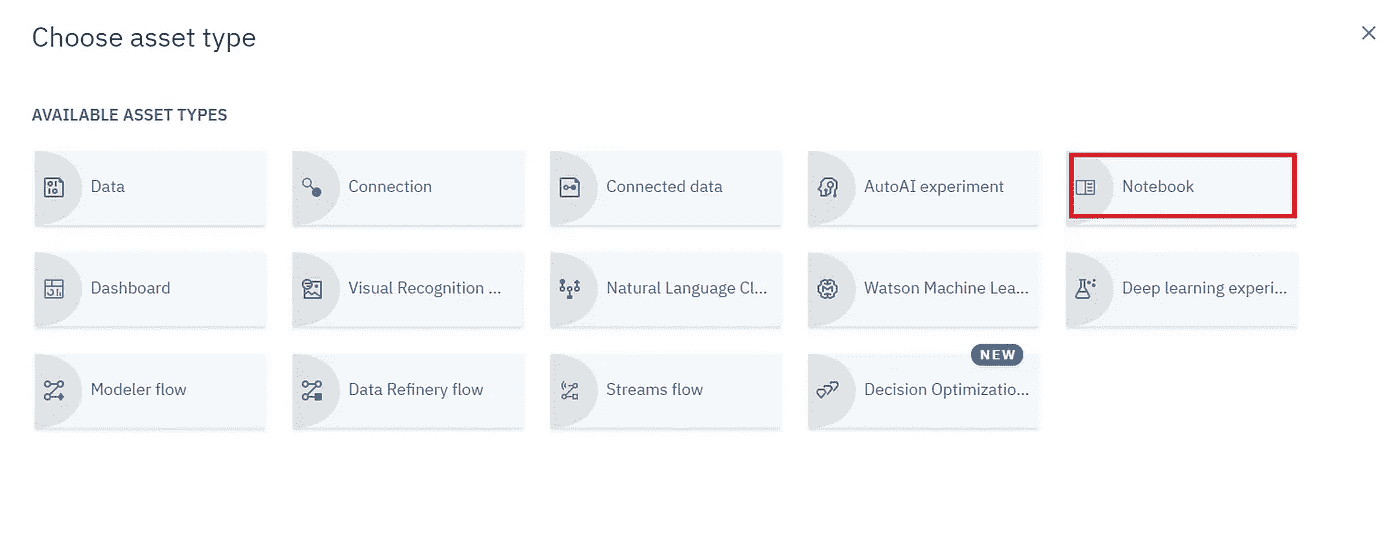 Choose asset type
AVAILABLE ASSET TYPES
Data
Connection
Connected data
AutoAI experiment
Notebook
Dashboard
Visual Recognition ...
Natural Language Cl...
Watson Machine Lea...
Deep learning experi...
NEW
Modeler flow
Data Refinery flow
Streams flow
Decision Optimizatio...